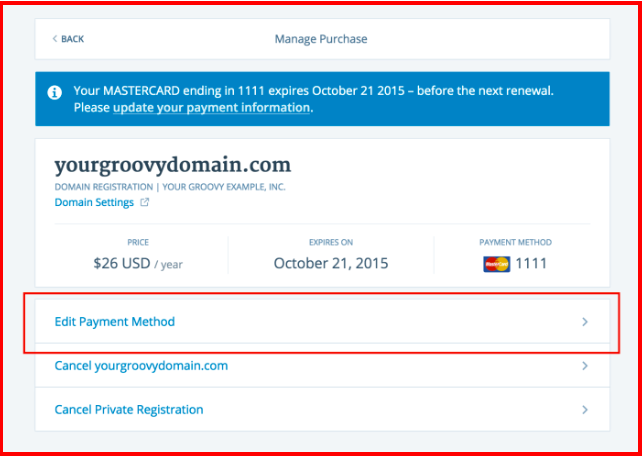 BACK
Manage Purchase
Your MASTERCARD ending in 1111 expires October 21 2015 – before the next renewal.
Please update your payment information.
yourgroovydomain.com
DOMAIN REGISTRATION | YOUR GROOVY EXAMPLE, INC.
Domain Settings
PRICE
EXPIRES ON
PAYMENT METHOD
$26 USD / year
October 21, 2015
MasterCard 1111
Edit Payment Method
Cancel yourgroovydomain.com
Cancel Private Registration